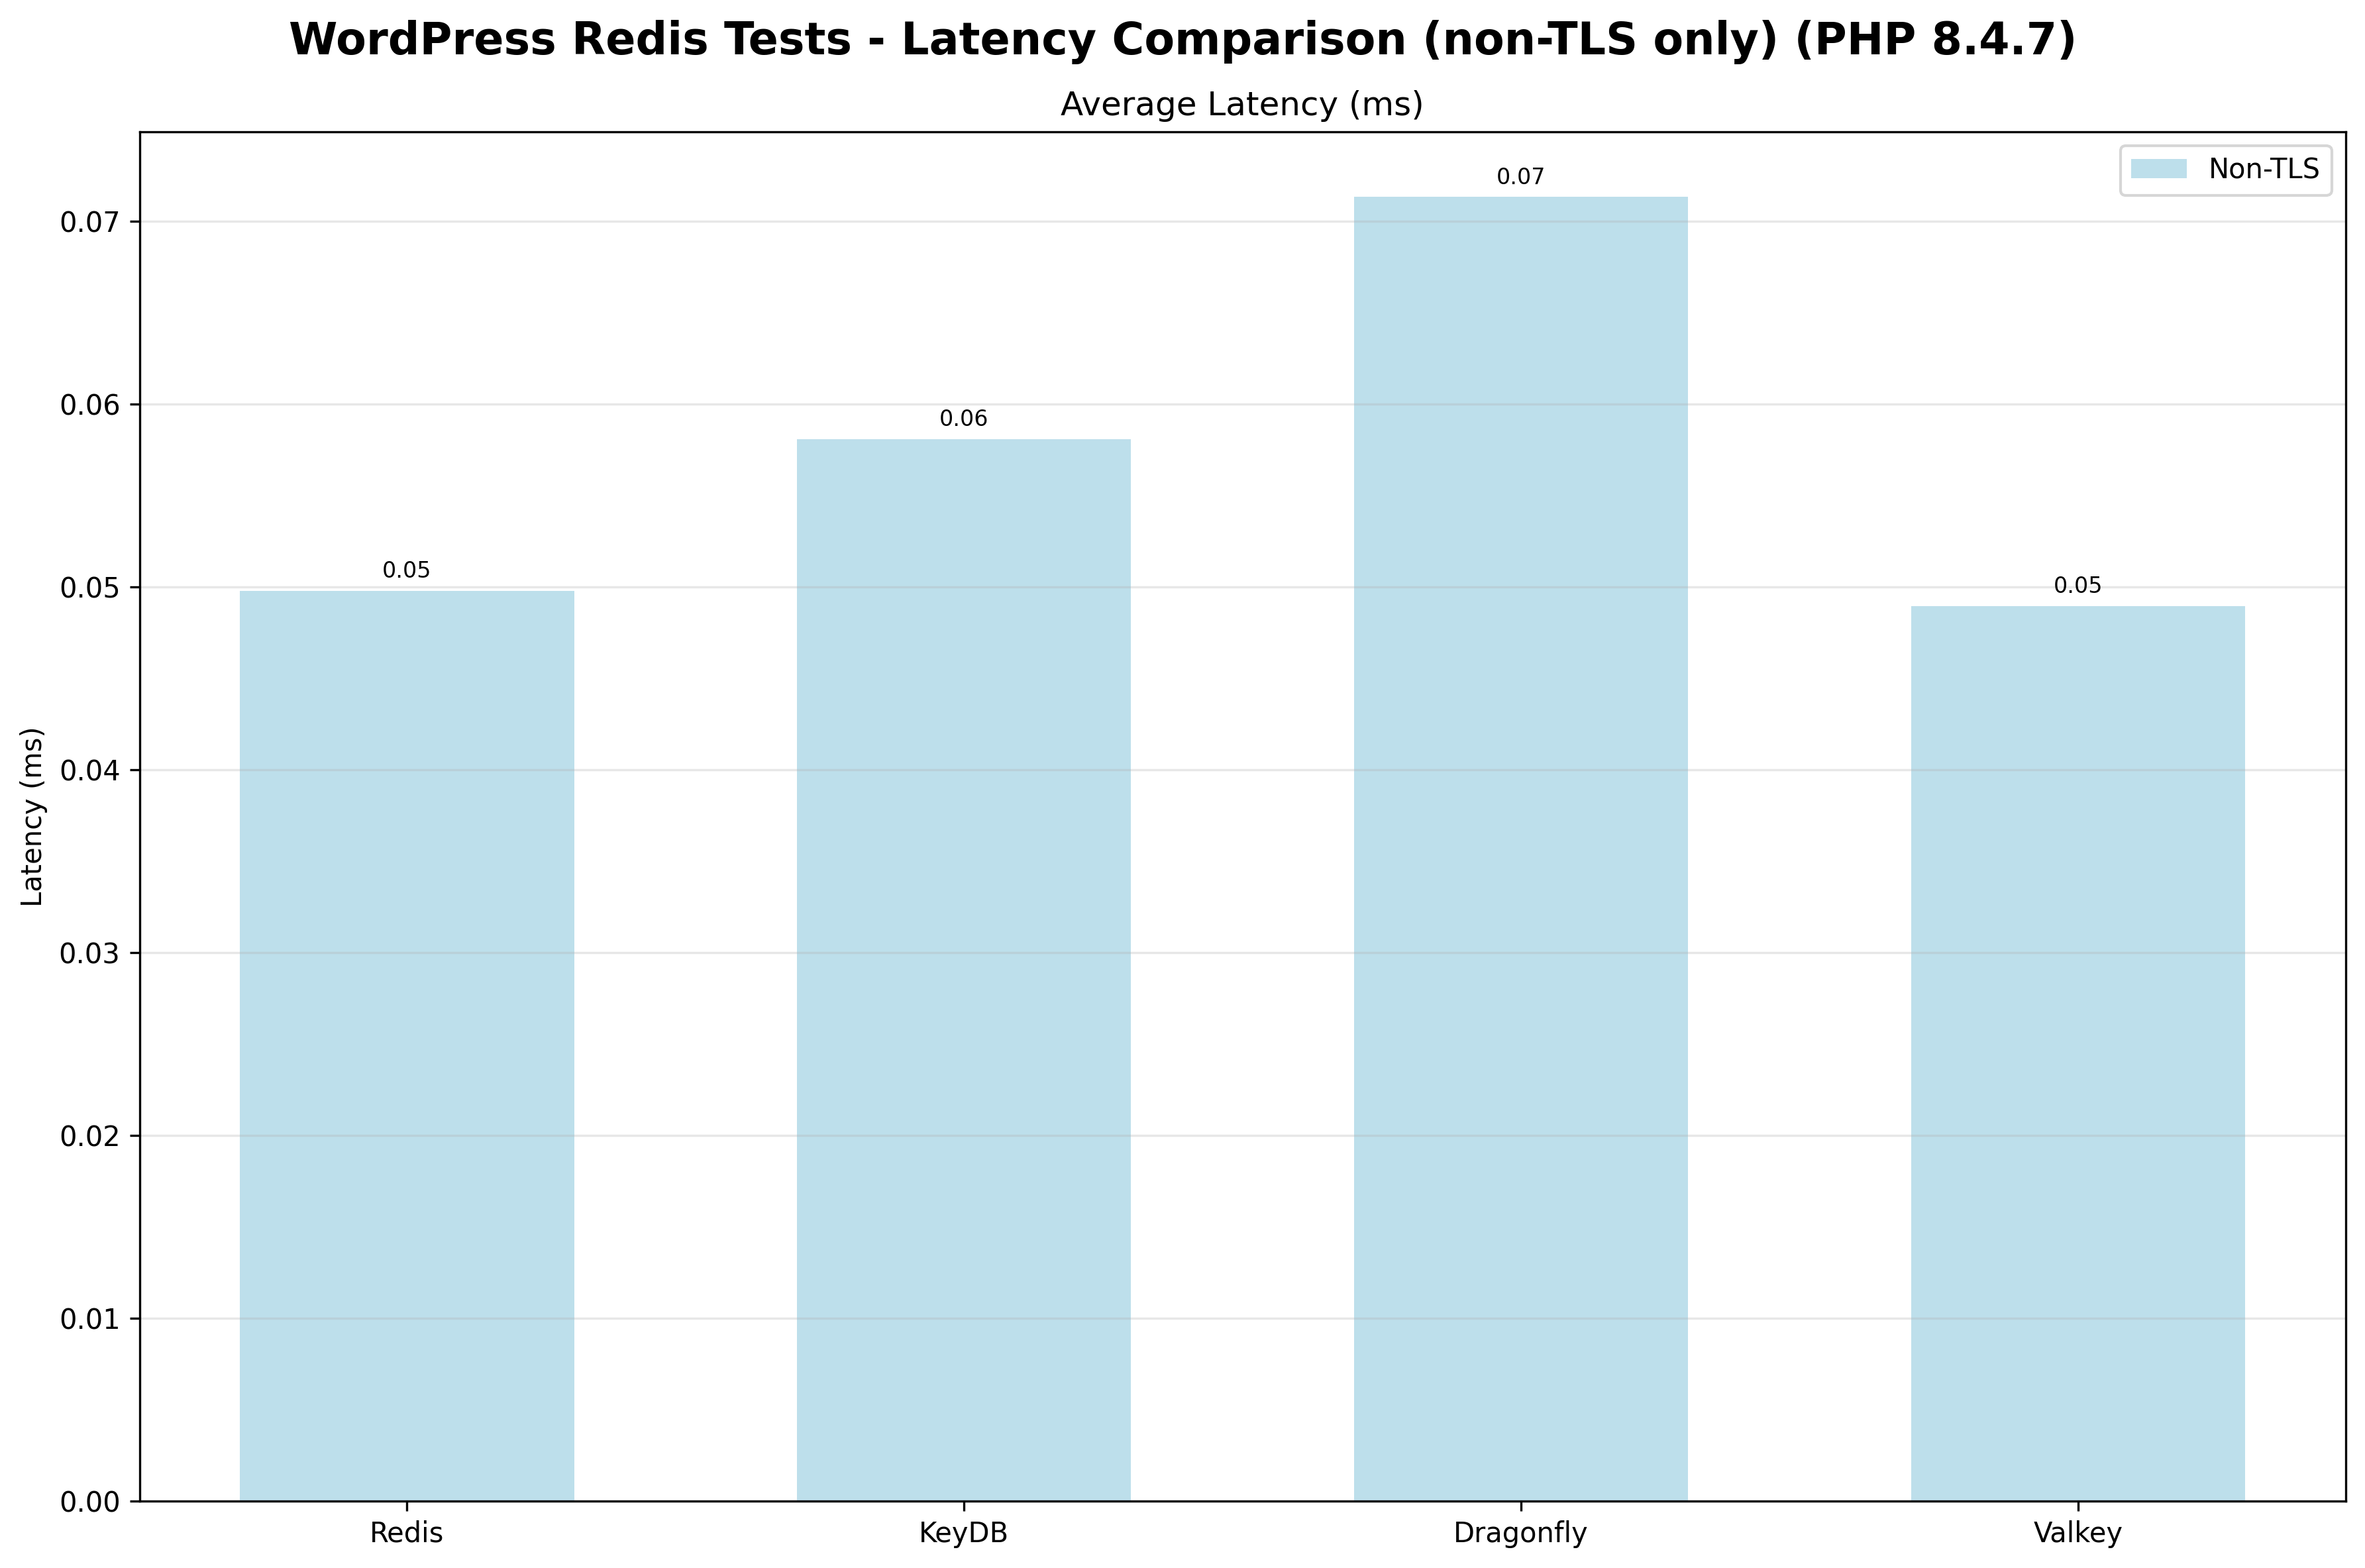 WordPress Redis Tests - Latency Comparison (non-TLS only) (PHP 8.4.7)
Average Latency (ms)
Non-TLS
0.07
0.06
0.05
0.05
Latency (ms)
0.07
0.06
0.05
0.04
0.03
0.02
0.01
0.00
Redis
KeyDB
Dragonfly
Valkey